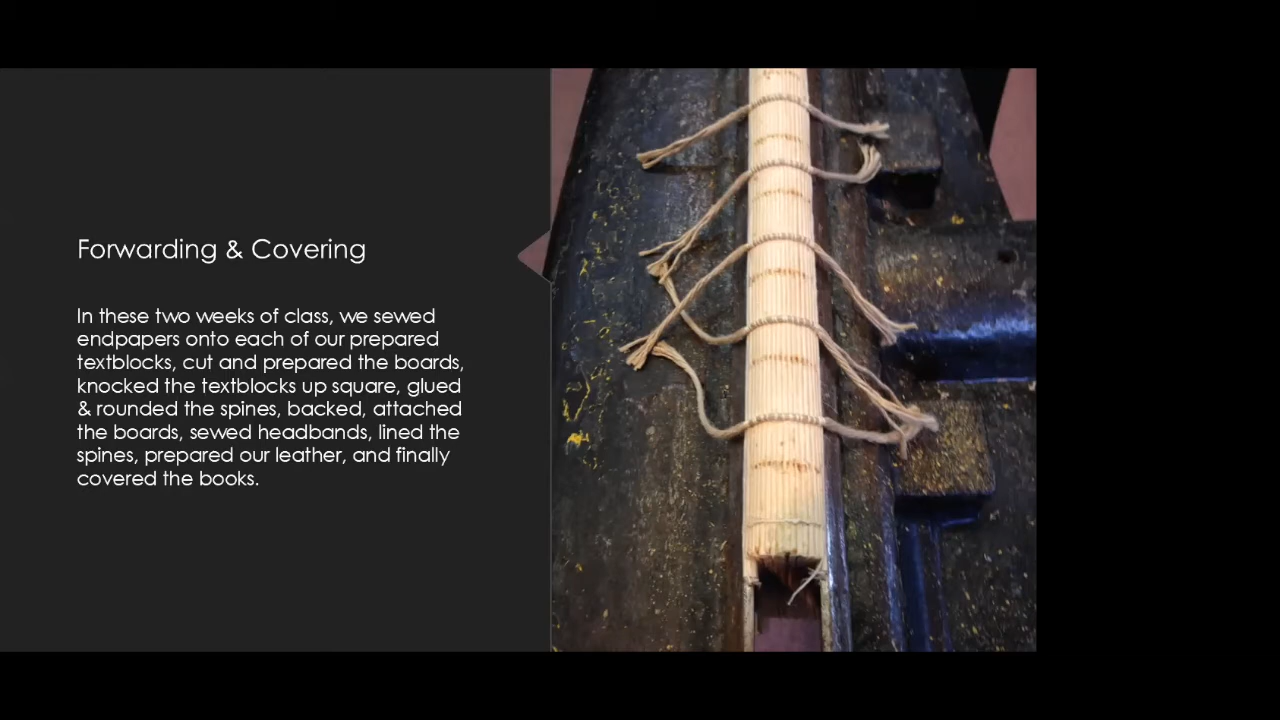 Forwarding & Covering
In these two weeks of class, we sewed
endpapers onto each of our prepared
textblocks, cut and prepared the boards,
knocked the textblocks up square, glued
& rounded the spines, backed, attached
the boards, sewed headbands, lined the
spines, prepared our leather, and finally
covered the books.